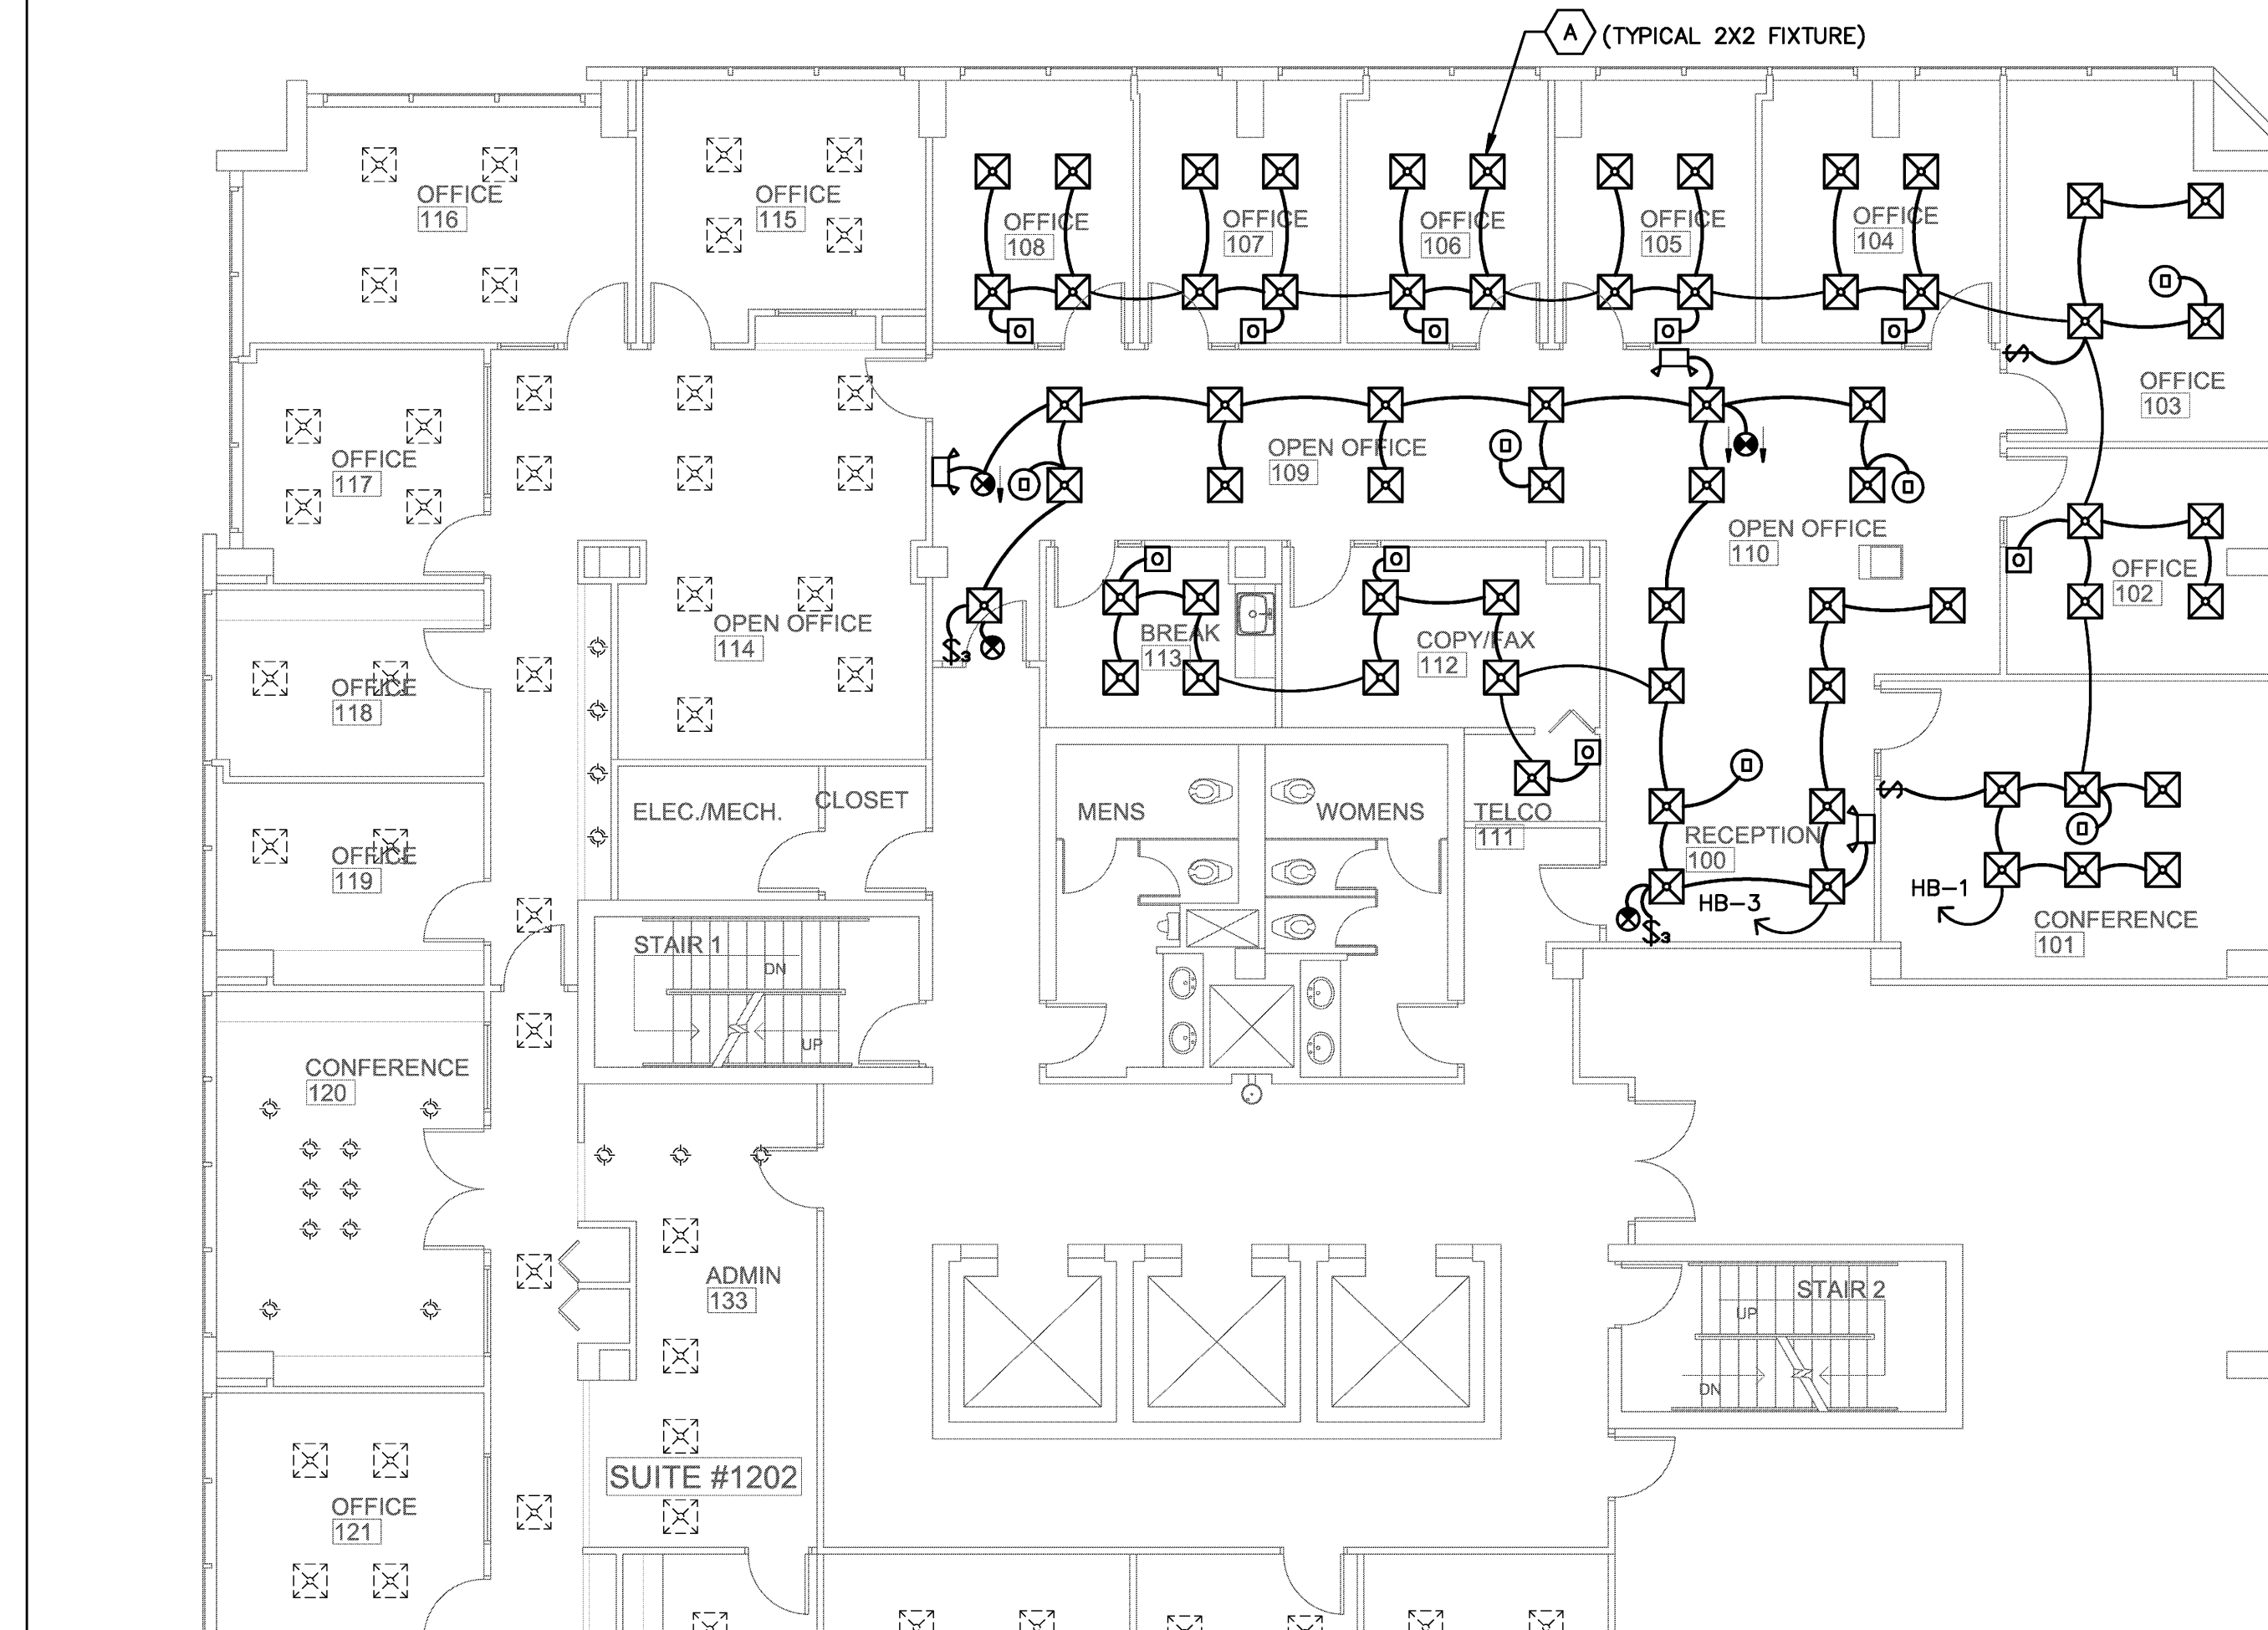 A (TYPICAL 2X2 FIXTURE)
OFFICE
116
OFFICE
115
OFFICE
108
OFFICE
107
OFFICE
106
OFFICE
105
OFFICE
104
OFFICE
103
OFFICE
117
OPEN OFFICE
109
OPEN OFFICE
110
OFFICE
102
OPEN OFFICE
114
$3
BREAK
113
COPY/FAX
112
OFFICE
118
ELEC./MECH.
CLOSET
MENS
WOMENS
TELCO
111
RECEPTION
100
OFFICE
119
HB-3
$3
HB-1
CONFERENCE
101
STAIR 1
DN
UP
CONFERENCE
120
ADMIN
133
STAIR 2
UP
DN
SUITE #1202
OFFICE
121